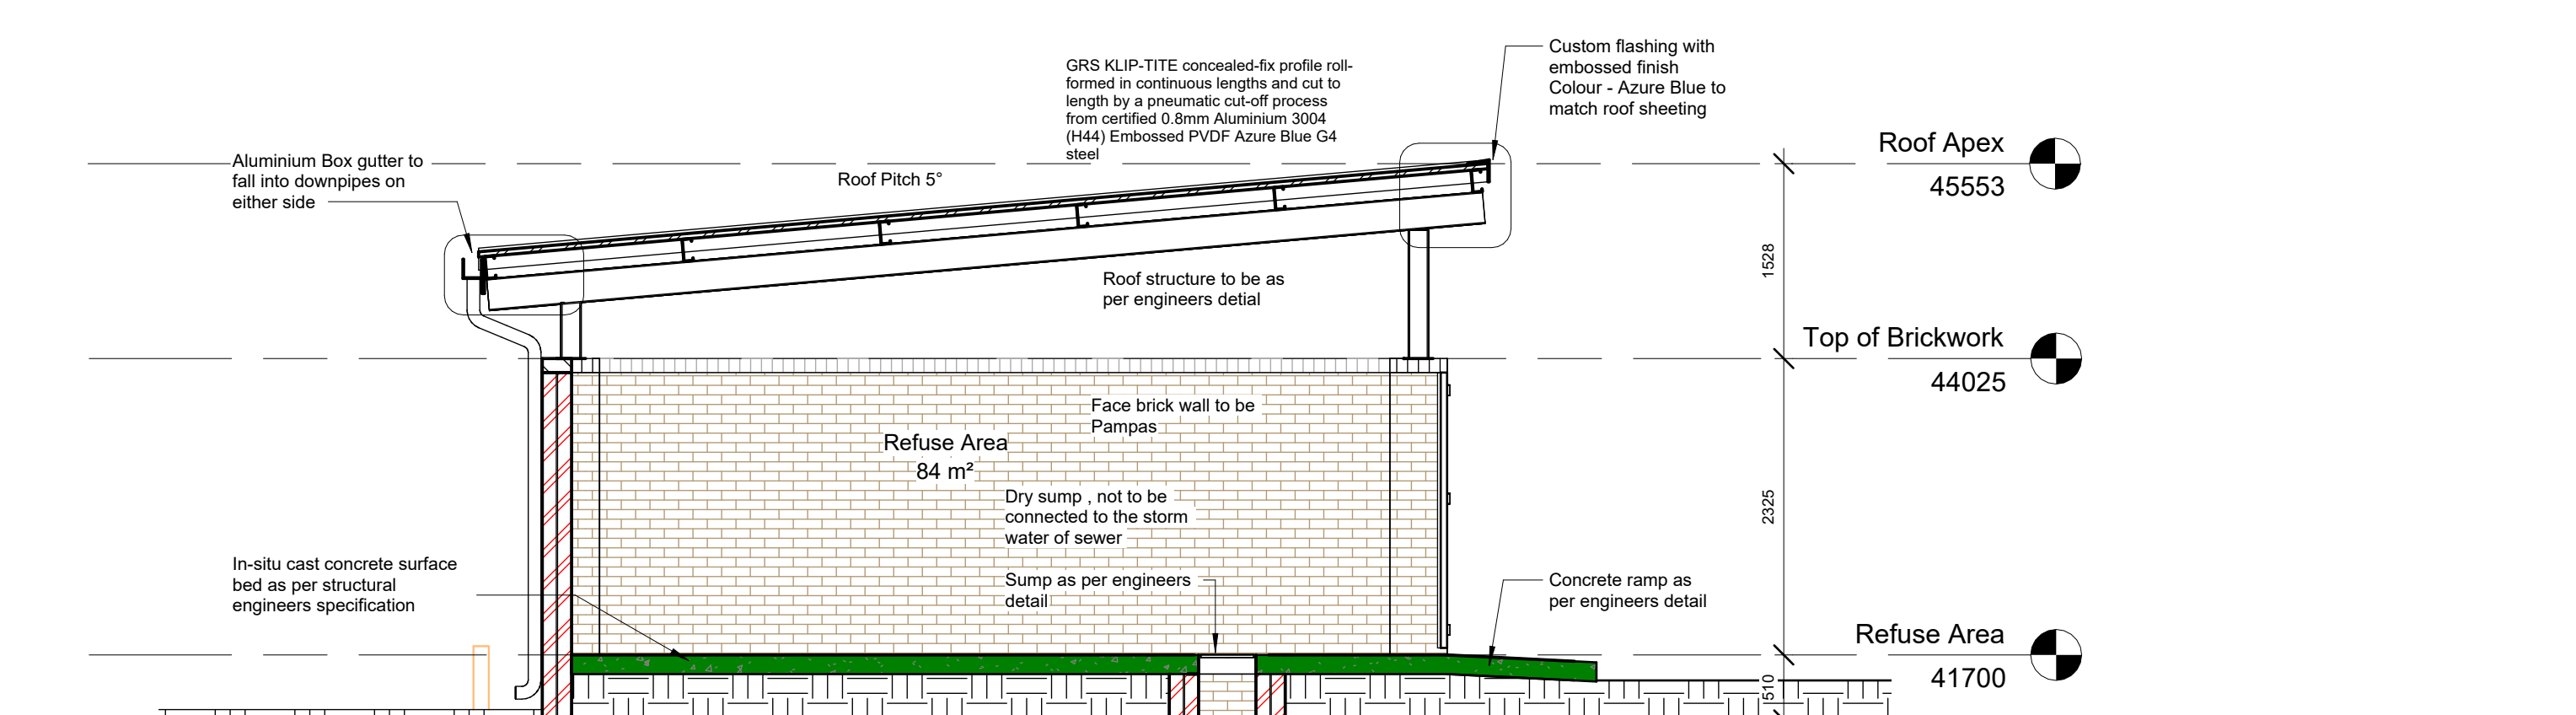 GRS KLIP-TITE concealed-fix profile roll-
formed in continuous lengths and cut to
length by a pneumatic cut-off process
from certified 0.8mm Aluminium 3004
(H44) Embossed PVDF Azure Blue G4
steel
Custom flashing with
embossed finish
Colour - Azure Blue to
match roof sheeting
Roof Apex
45553
Aluminium Box gutter to
fall into downpipes on
either side
Roof Pitch 5°
Roof structure to be as
per engineers detial
1528
Top of Brickwork
44025
Face brick wall to be
Pampas
Refuse Area
84 m²
Dry sump , not to be
connected to the storm
water of sewer
2325
In-situ cast concrete surface
bed as per structural
engineers specification
Sump as per engineers
detail
Concrete ramp as
per engineers detail
Refuse Area
41700
510